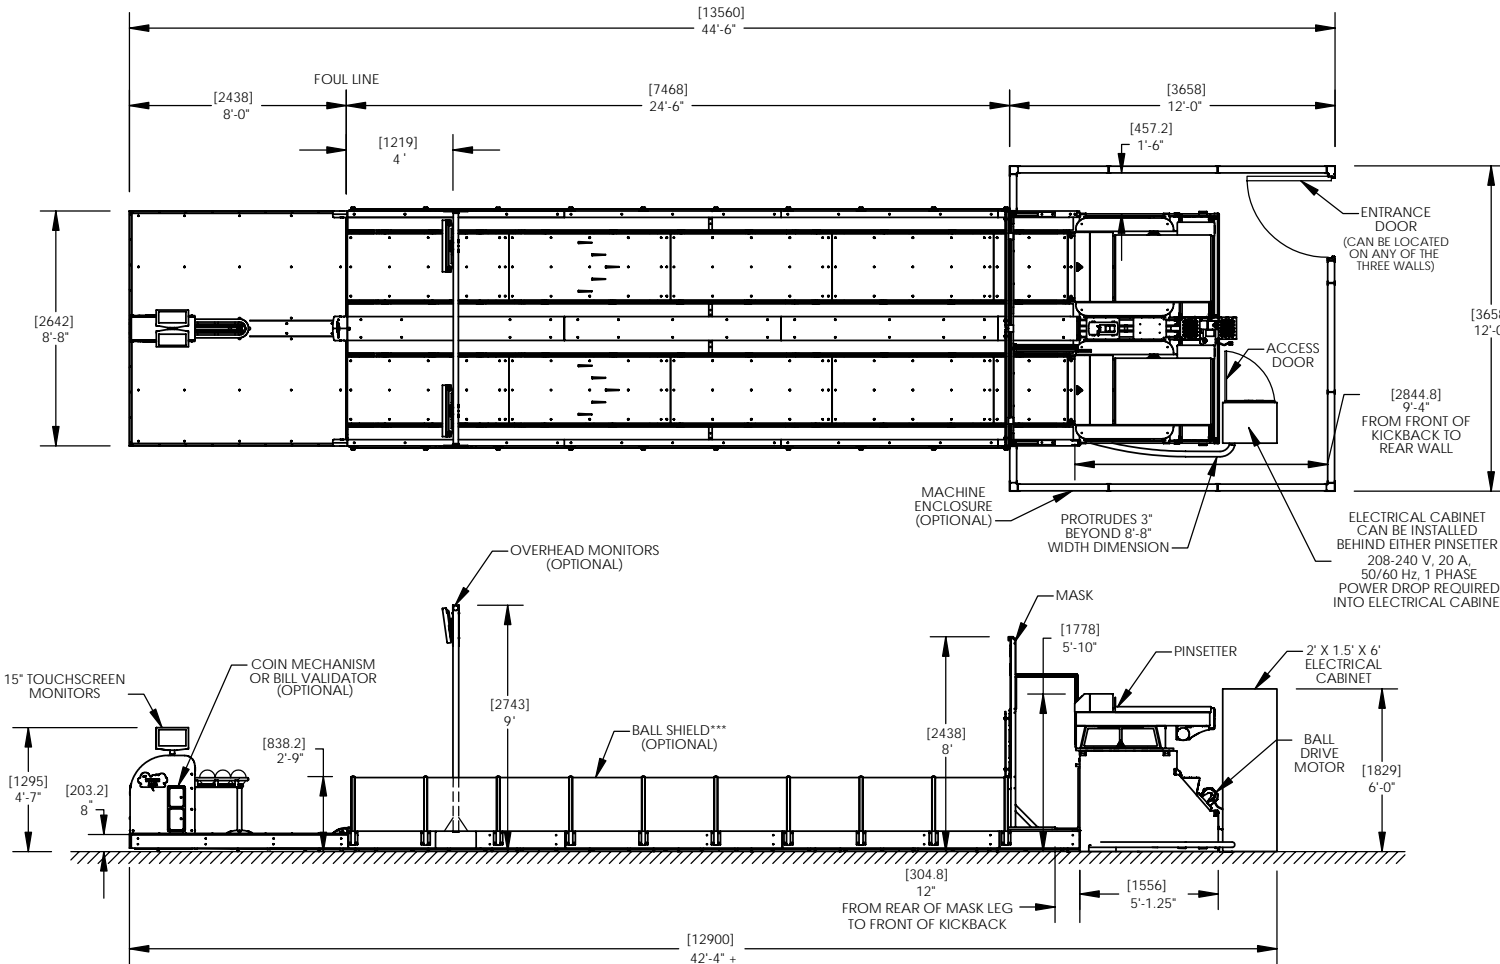 [13560]
44'-6"
FOUL LINE
[2438]
8'-0"
[7468]
24'-6"
[3658]
12'-0"
[1219]
4 '
[457.2]
1'-6"
ENTRANCE
DOOR
(CAN BE LOCATED
ON ANY OF THE
THREE WALLS)
[2642]
8'-8"
[3658
12'-0
ACCESS
DOOR
[2844.8]
9'-4"
FROM FRONT OF
KICKBACK TO
REAR WALL
MACHINE
ENCLOSURE
(OPTIONAL)
PROTRUDES 3"
BEYOND 8'-8"
WIDTH DIMENSION
ELECTRICAL CABINET
CAN BE INSTALLED
BEHIND EITHER PINSETTER
208-240 V, 20 A,
50/60 Hz, 1 PHASE
POWER DROP REQUIRED
INTO ELECTRICAL CABINE
OVERHEAD MONITORS
(OPTIONAL)
MASK
[1778]
5'-10"
PINSETTER
2' X 1.5' X 6'
ELECTRICAL
CABINET
15" TOUCHSCREEN
MONITORS
COIN MECHANISM
OR BILL VALIDATOR
(OPTIONAL)
[2743]
9'
BALL SHIELD***
(OPTIONAL)
[2438]
8'
BALL
DRIVE
MOTOR
[838.2]
2'-9"
[1295]
4'-7"
[203.2]
8"
[1829]
6'-0"
[304.8]
12"
FROM REAR OF MASK LEG
TO FRONT OF KICKBACK
[1556]
5'-1.25"
[12900]
42'-4" +